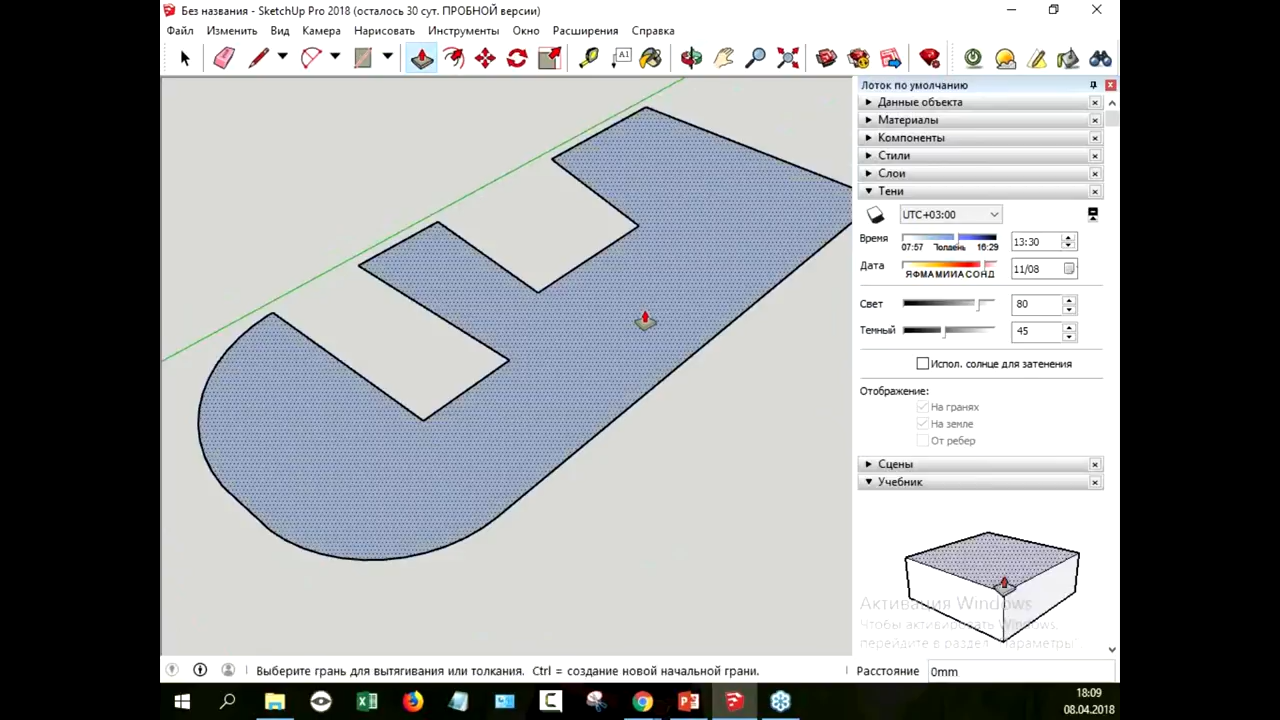 Без названия - SketchUp Pro 2018 (осталось 30 сут. ПРОБНОЙ версии)
Файл Изменить Вид Камера Нарисовать Инструменты Окно Расширения Справка
A1
Лоток по умолчанию
Данные объекта
Материалы
Компоненты
Стили
Слои
Тени
UTC+03:00
Время 07:57 Полдень 16:29 13:30
Дата ЯФМАМИИАСОНД 11/08
Свет 80
Темный 45
Испол. солнце для затенения
Отображение:
На гранях
На земле
От ребер
Сцены
Учебник
Активация Windows
Чтобы активировать Windows,
перейдите в раздел "Параметры"
Выберите грань для вытягивания или толкания. Ctrl = создание новой начальной грани. Расстояние 0mm
18:09
08.04.2018